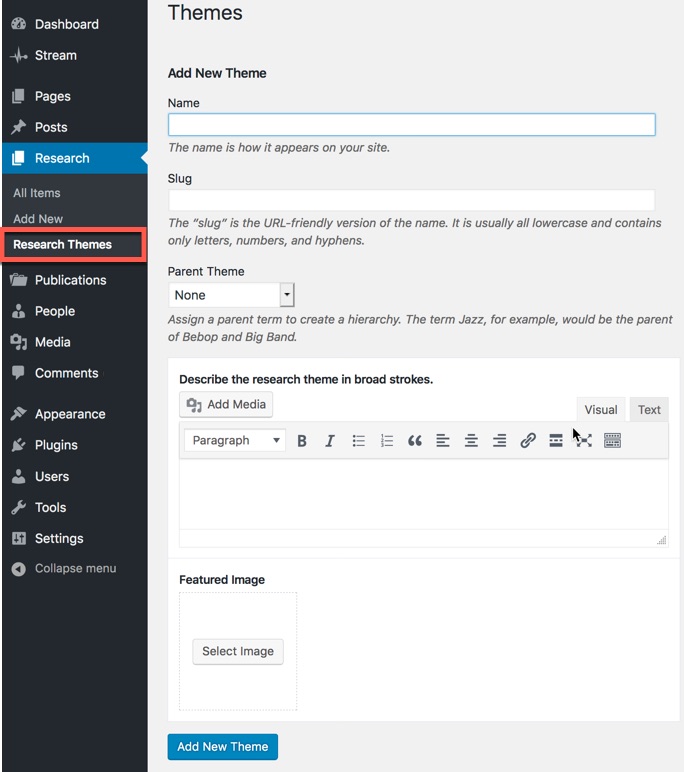 Dashboard
Stream
Pages
Posts
Research
All Items
Add New
Research Themes
Publications
People
Media
Comments
Appearance
Plugins
Users
Tools
Settings
Collapse menu
Themes
Add New Theme
Name
The name is how it appears on your site.
Slug
The “slug” is the URL-friendly version of the name. It is usually all lowercase and contains
only letters, numbers, and hyphens.
Parent Theme
None
Assign a parent term to create a hierarchy. The term Jazz, for example, would be the parent
of Bebop and Big Band.
Describe the research theme in broad strokes.
Add Media
Visual Text
Paragraph B I
Featured Image
Select Image
Add New Theme